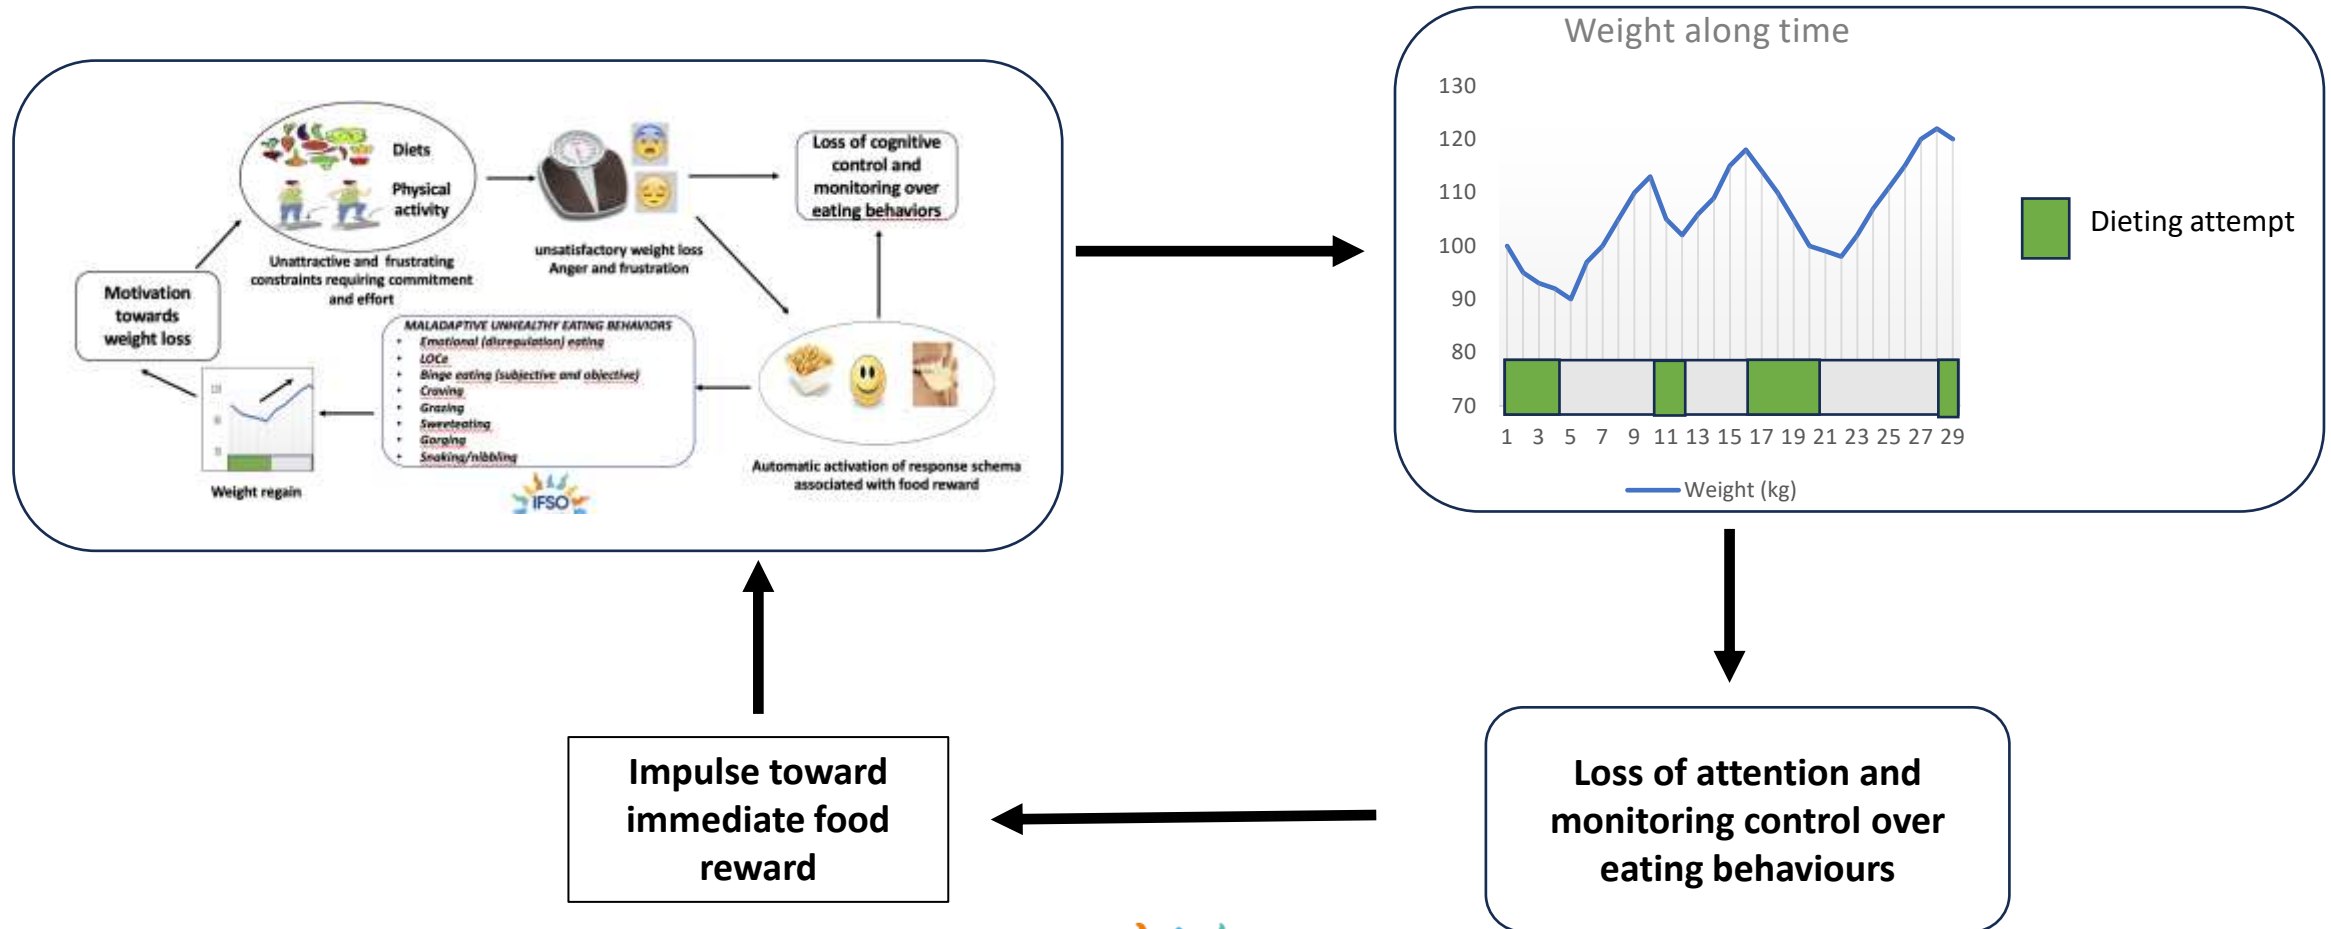 Diets
Physical
activity
Unattractive and frustrating
constraints requiring commitment
and effort
unsatisfactory weight loss
Anger and frustration
Loss of cognitive
control and
monitoring over
eating behaviors
Motivation
towards
weight loss
MALADAPTIVE UNHEALTHY EATING BEHAVIORS
• Emotional (disregulation) eating
• LOCe
• Binge eating (subjective and objective)
• Craving
• Grazing
• Sweeteating
• Gorging
• Snaking/nibbling
Automatic activation of response schema
associated with food reward
Weight regain
IFSO
Weight along time
130
120
110
100
90
80
70
1 3 5 7 9 11 13 15 17 19 21 23 25 27 29
Weight (kg)
Dieting attempt
Impulse toward
immediate food
reward
Loss of attention and
monitoring control over
eating behaviours